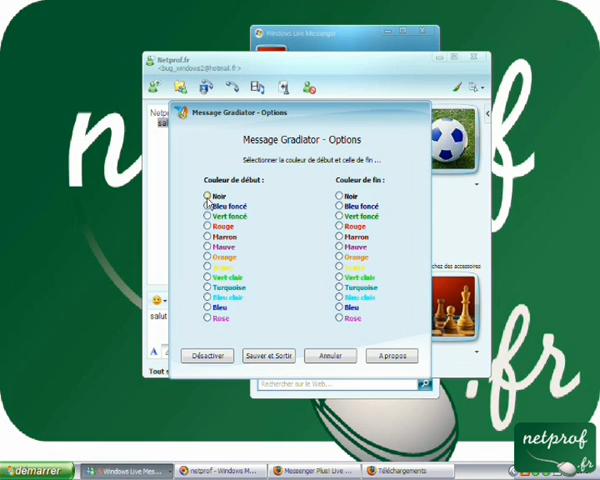 Windows Live Messenger
Netprof.fr
<bug_windows2@hotmail.fr>
Message Gradiator - Options
Message Gradiator - Options
Sélectionner la couleur de début et celle de fin ...
Couleur de début :
Couleur de fin :
Noir
Noir
Bleu foncé
Bleu foncé
Vert foncé
Vert foncé
Rouge
Rouge
Marron
Marron
Mauve
Mauve
Orange
Orange
Vert clair
Vert clair
Turquoise
Turquoise
Bleu clair
Bleu clair
Bleu
Bleu
Rose
Rose
Désactiver
Sauver et Sortir
Annuler
A propos
chez des accessoires
salut
A
Tout s
Rechercher sur le Web...
n
.fr
netprof
.fr
démarrer
Windows Live Mes...
netprof - Windows M...
Messenger Plus! Live ...
Téléchargements